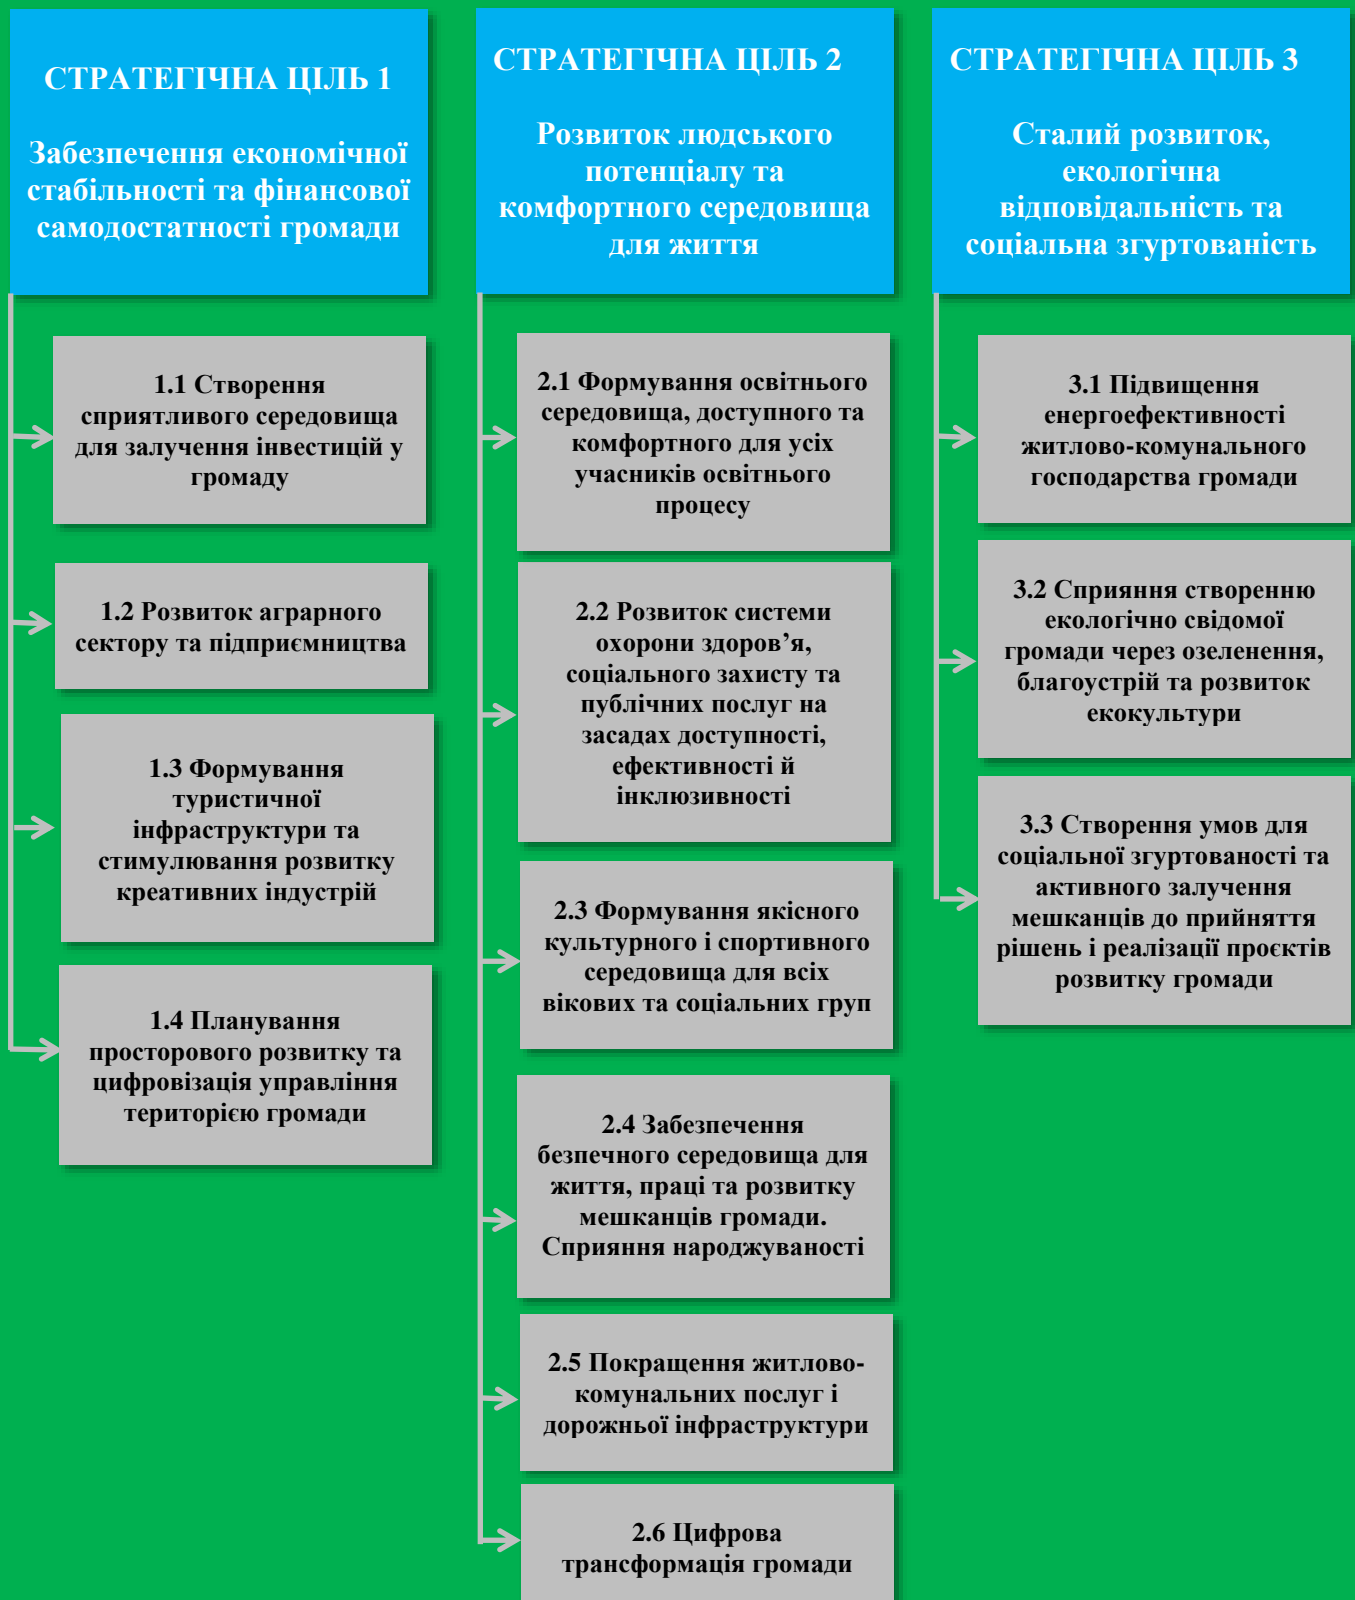 СТРАТЕГІЧНА ЦІЛЬ 1
Забезпечення економічної
стабільності та фінансової
самодостатності громади
1.1 Створення
сприятливого середовища
для залучення інвестицій у
громаду
1.2 Розвиток аграрного
сектору та підприємництва
1.3 Формування
туристичної
інфраструктури та
стимулювання розвитку
креативних індустрій
1.4 Планування
просторового розвитку та
цифровізація управління
територією громади
СТРАТЕГІЧНА ЦІЛЬ 2
Розвиток людського
потенціалу та
комфортного середовища
для життя
2.1 Формування освітнього
середовища, доступного та
комфортного для усіх
учасників освітнього
процесу
2.2 Розвиток системи
охорони здоров’я,
соціального захисту та
публічних послуг на
засадах доступності,
ефективності й
інклюзивності
2.3 Формування якісного
культурного і спортивного
середовища для всіх
вікових та соціальних груп
2.4 Забезпечення
безпечного середовища для
життя, праці та розвитку
мешканців громади.
Сприяння народжуваності
2.5 Покращення житлово-
комунальних послуг і
дорожньої інфраструктури
2.6 Цифрова
трансформація громади
СТРАТЕГІЧНА ЦІЛЬ 3
Сталий розвиток,
екологічна
відповідальність та
соціальна згуртованість
3.1 Підвищення
енергоефективності
житлово-комунального
господарства громади
3.2 Сприяння створенню
екологічно свідомої
громади через озеленення,
благоустрій та розвиток
екокультури
3.3 Створення умов для
соціальної згуртованості та
активного залучення
мешканців до прийняття
рішень і реалізації проєктів
розвитку громади